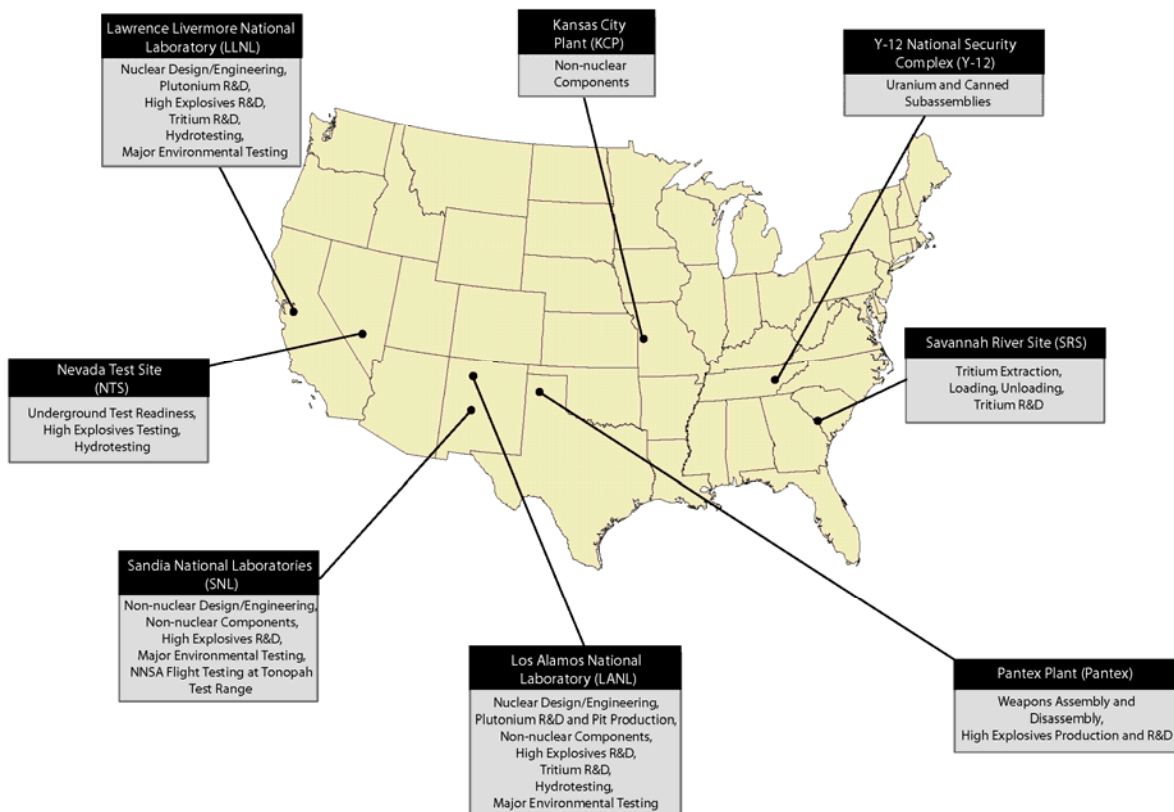 Lawrence Livermore National
Laboratory (LLNL)
Nuclear Design/Engineering,
Plutonium R&D,
High Explosives R&D,
Tritium R&D,
Hydrotesting,
Major Environmental Testing
Kansas City
Plant (KCP)
Non-nuclear
Components
Y-12 National Security
Complex (Y-12)
Uranium and Canned
Subassemblies
Nevada Test Site
(NTS)
Underground Test Readiness,
High Explosives Testing,
Hydrotesting
Savannah River Site (SRS)
Tritium Extraction,
Loading, Unloading,
Tritium R&D
Sandia National Laboratories
(SNL)
Non-nuclear Design/Engineering,
Non-nuclear Components,
High Explosives R&D,
Major Environmental Testing,
NNSA Flight Testing at Tonopah
Test Range
Los Alamos National
Laboratory (LANL)
Nuclear Design/Engineering,
Plutonium R&D and Pit Production,
Non-nuclear Components,
High Explosives R&D,
Tritium R&D,
Hydrotesting,
Major Environmental Testing
Pantex Plant (Pantex)
Weapons Assembly and
Disassembly,
High Explosives Production and R&D